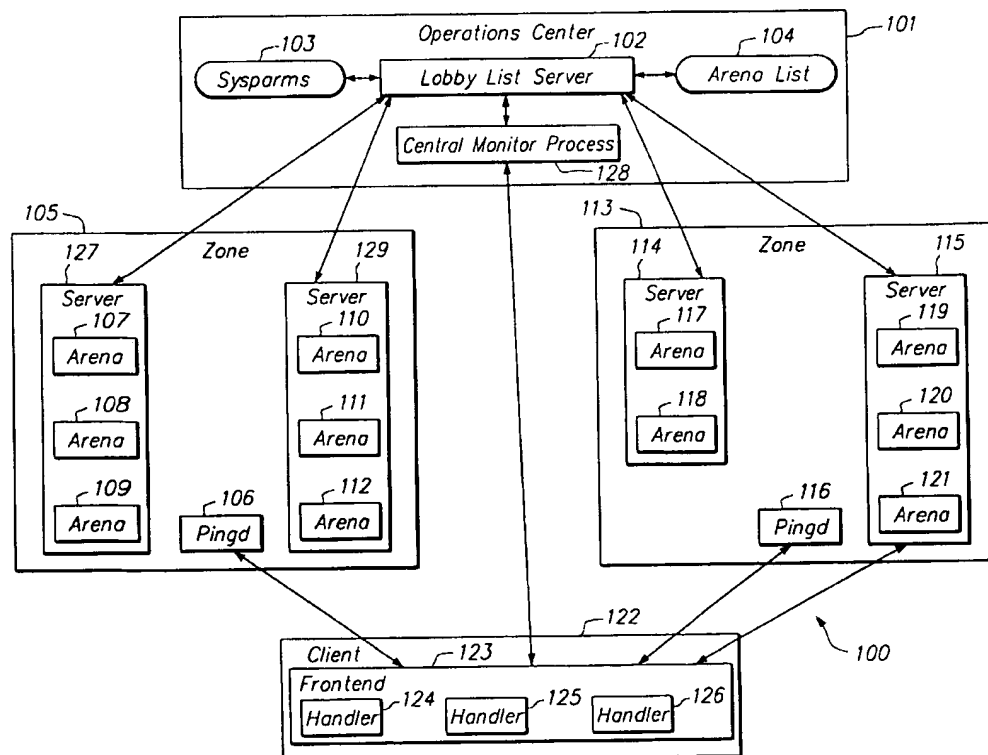 Operations Center
101
103
102
104
Sysparms
Lobby List Server
Arena List
Central Monitor Process
128
105
Zone
127
129
Server
107
Arena
108
Arena
109
Arena
106
Pingd
Server
110
Arena
111
Arena
112
Arena
113
Zone
114
115
Server
117
Arena
118
Arena
116
Pingd
Server
119
Arena
120
Arena
121
Arena
100
122
Client
123
Frontend
124
Handler
125
Handler
126
Handler